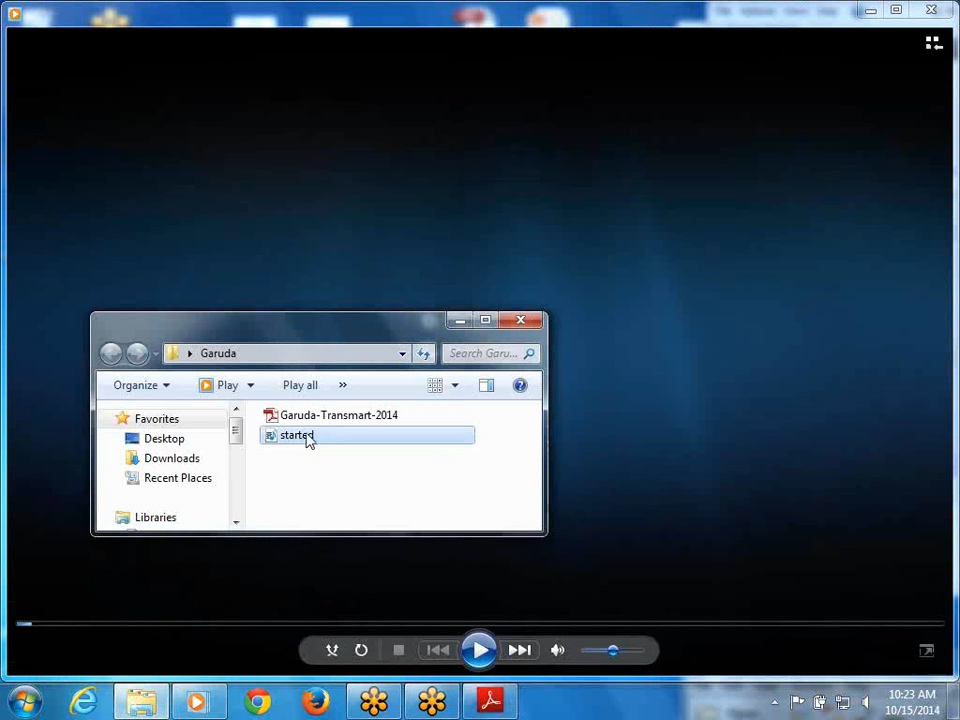 Garuda
Search Garu...
Organize
Play
Play all
»
Favorites
Desktop
Downloads
Recent Places
Libraries
Garuda-Transmart-2014
started
10:23 AM
10/15/2014